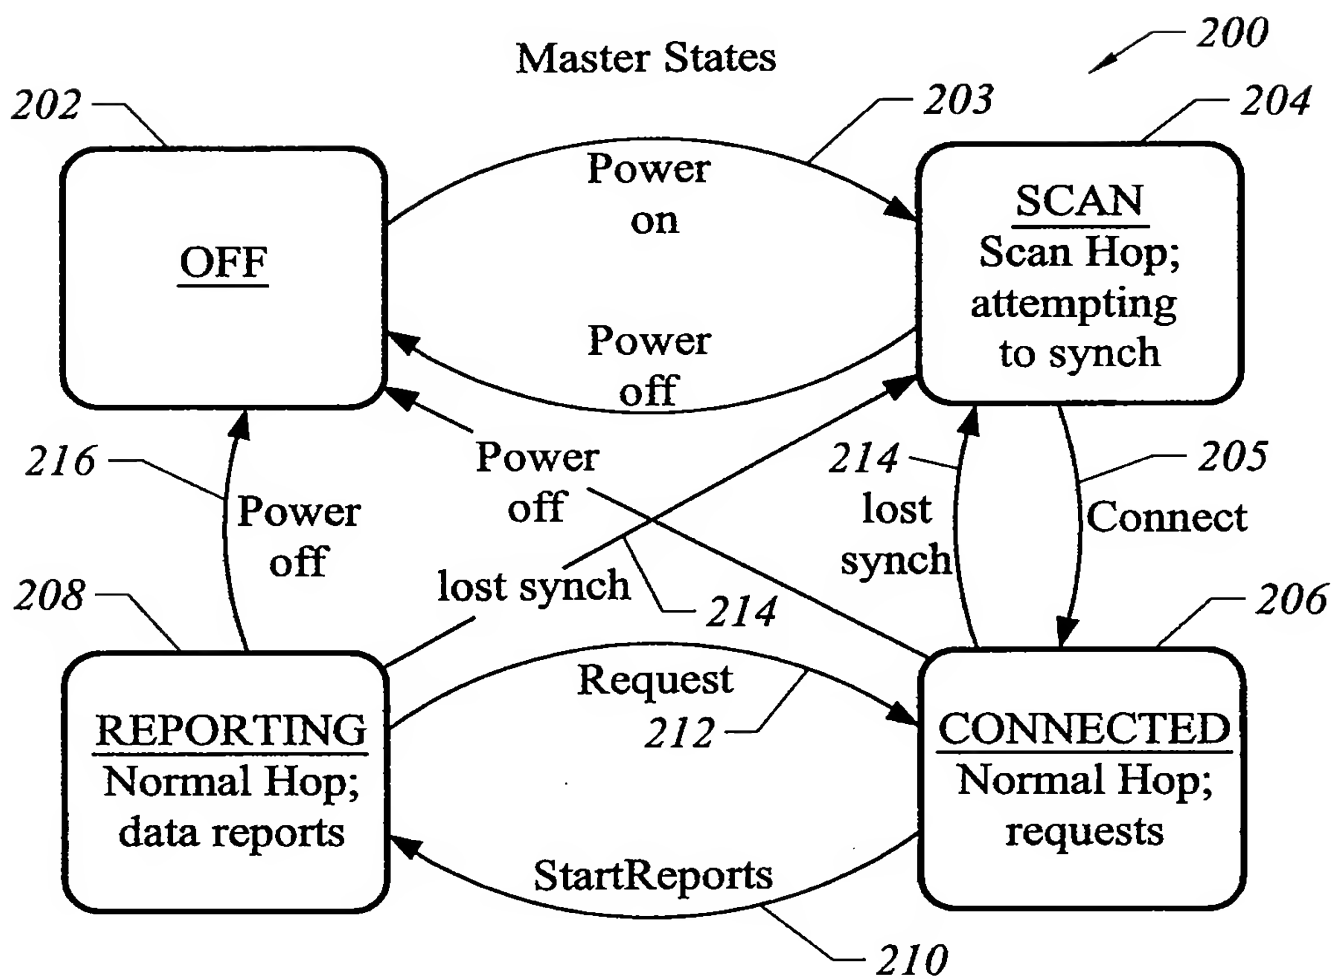 Master States
200
202
203
204
Power
on
OFF
SCAN
Scan Hop;
attempting
to synch
Power
off
216
Power
off
Power
off
214
lost
synch
205
Connect
lost synch
214
208
206
Request
212
REPORTING
Normal Hop;
data reports
CONNECTED
Normal Hop;
requests
StartReports
210